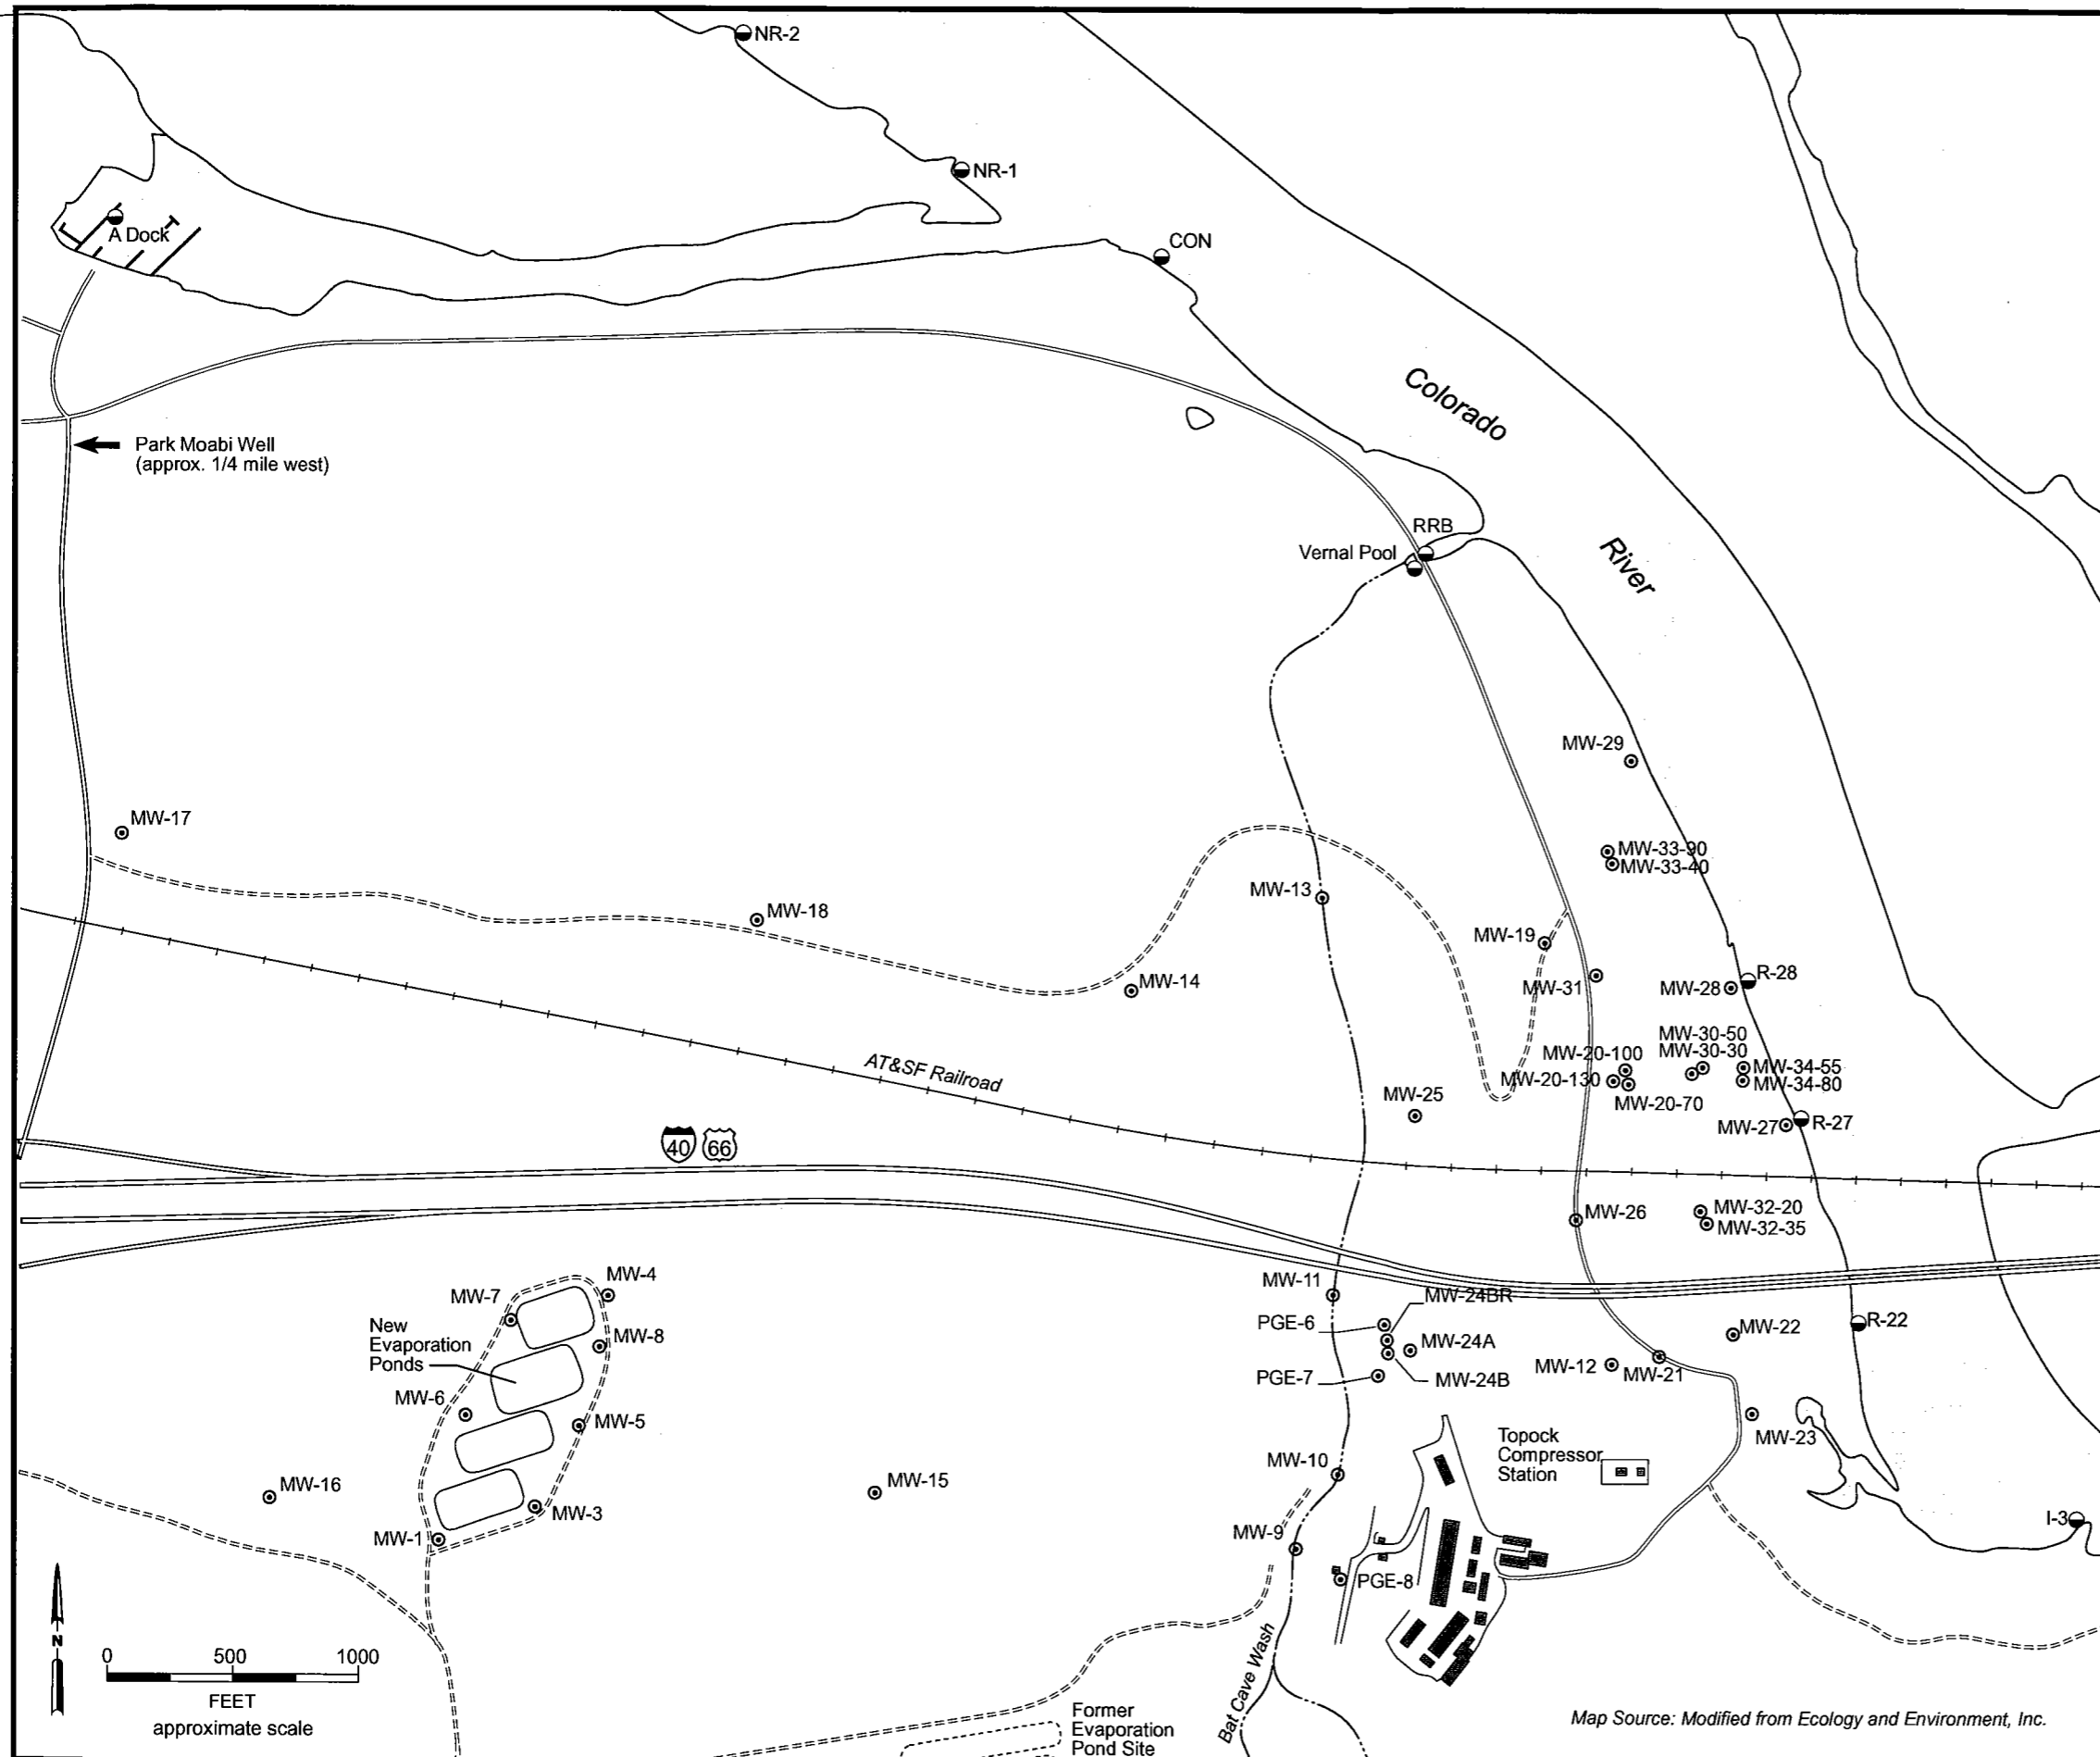 NR-2
NR-1
A Dock
CON
Colorado
River
Park Moabi Well
(approx. 1/4 mile west)
RRB
Vernal Pool
MW-29
MW-17
MW-33-90
MW-33-40
MW-13
MW-18
MW-19
MW-14
MW-31
MW-28
R-28
MW-30-50
MW-20-100
MW-30-30
AT&SF Railroad
MW-34-55
MW-20-130
MW-34-80
MW-25
MW-20-70
MW-27
R-27
40
66
MW-32-20
MW-26
MW-32-35
MW-4
MW-11
MW-7
MW-24BR
PGE-6
R-22
New
Evaporation
Ponds
MW-8
MW-24A
MW-22
MW-12
MW-21
PGE-7
MW-24B
MW-6
MW-5
MW-23
Topock
Compressor
Station
MW-10
MW-16
MW-15
MW-3
I-3
MW-1
MW-9
PGE-8
N
0
500
1000
FEET
approximate scale
Bat Cave Wash
Former
Evaporation
Pond Site
Map Source: Modified from Ecology and Environment, Inc.